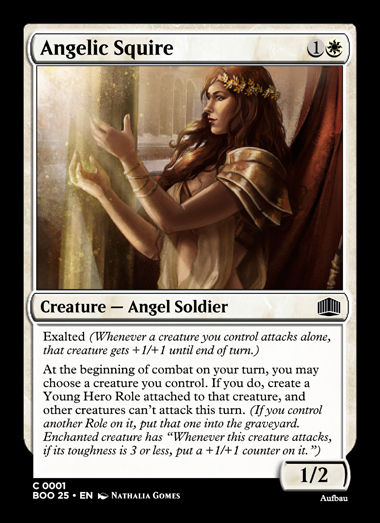 Angelic Squire 1
Creature — Angel Soldier
Exalted (Whenever a creature you control attacks alone,
that creature gets +1/+1 until end of turn.)
At the beginning of combat on your turn, you may
choose a creature you control. If you do, create a
Young Hero Role attached to that creature, and
other creatures can’t attack this turn. (If you control
another Role on it, put that one into the graveyard.
Enchanted creature has “Whenever this creature attacks,
if its toughness is 3 or less, put a +1/+1 counter on it.”)
1/2
C 0001
BOO 25 • EN Nathalia Gomes
Aufbau